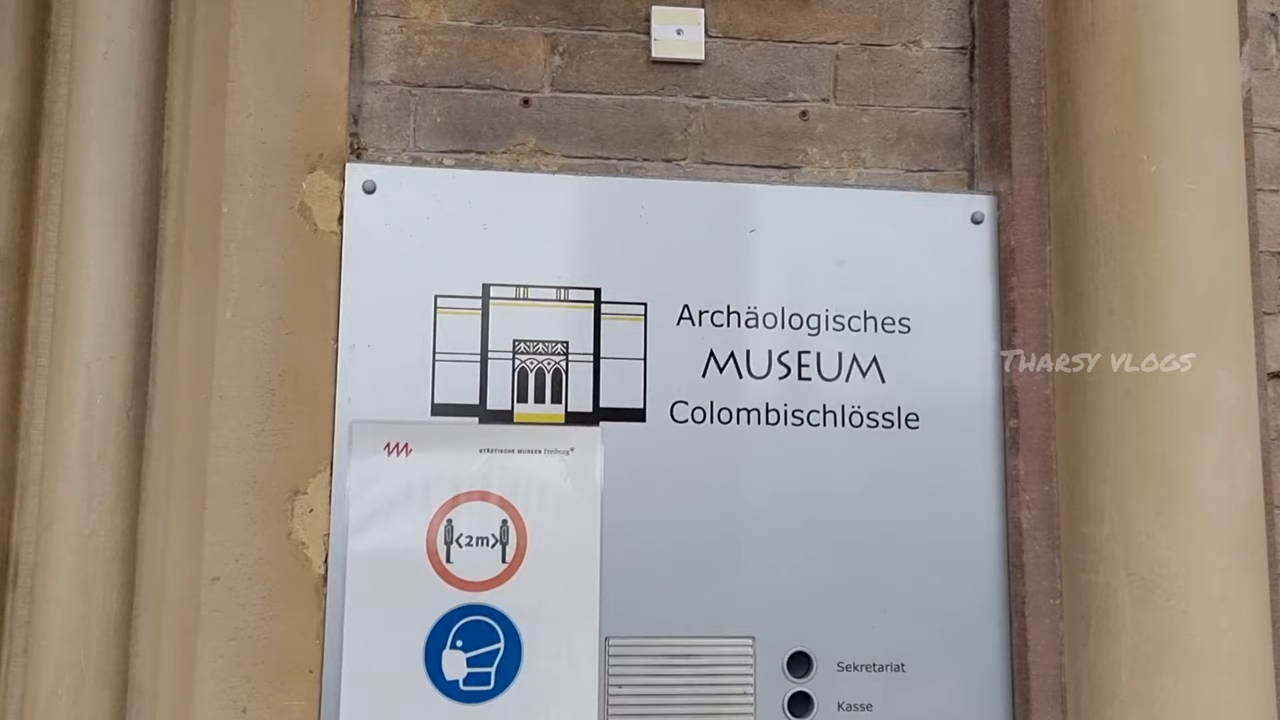 Archäologisches
MUSEUM
Colombischlössle
THARSY VLOGS
STÄDTISCHE MUSEEN Freiburg
<2m>
Sekretariat
Kasse